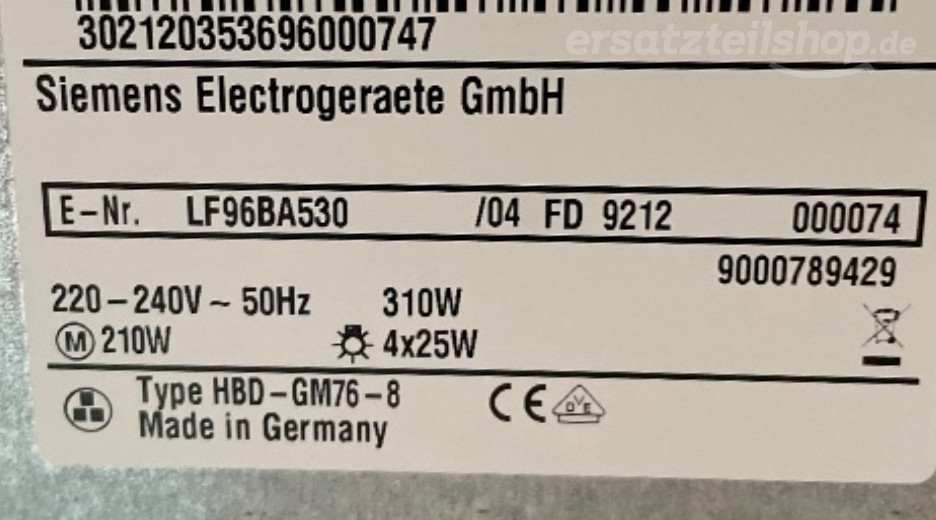 302120353696000747
ersatzteilshop.de
Siemens Electrogeraete GmbH
E-Nr. LF96BA530 /04 FD 9212 000074
9000789429
220-240V ~ 50Hz 310W
M 210W 4x25W
Type HBD-GM76-8 CE DVE
Made in Germany